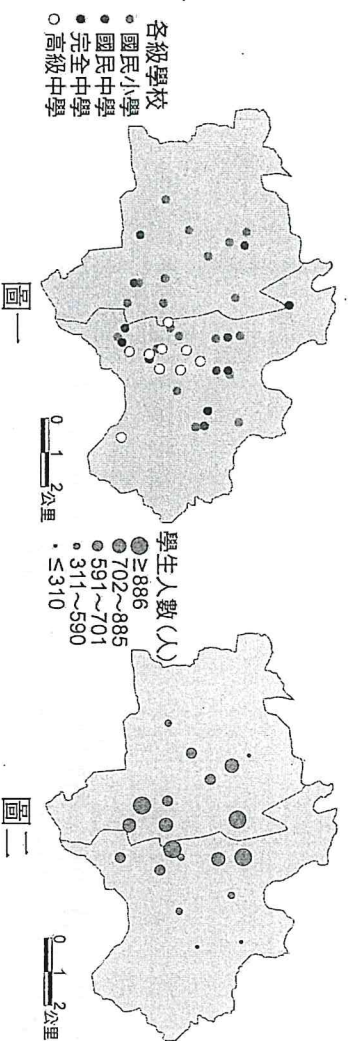 各級學校
國民小學
國民中學
完全中學
高級中學
0 1 2公里
圖一
學生人數(人)
≥886
702~885
591~701
311~590
≤310
0 1 2公里
圖二